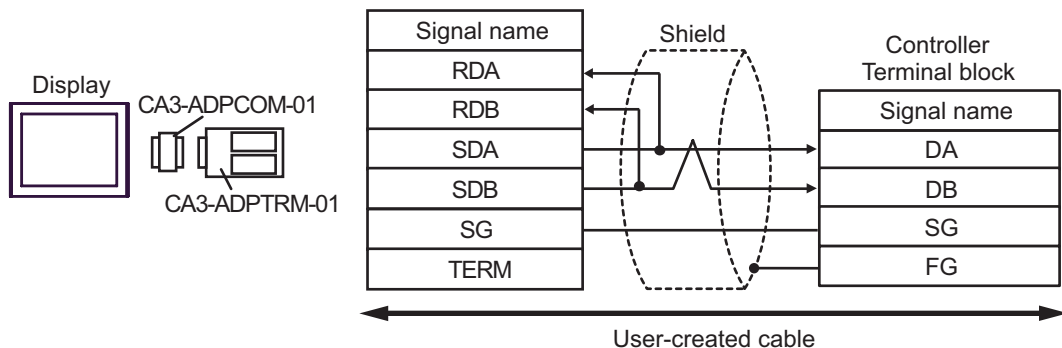 Display
CA3-ADPCOM-01
CA3-ADPTRM-01
Signal name
RDA
RDB
SDA
SDB
SG
TERM
Shield
Controller
Terminal block
Signal name
DA
DB
SG
FG
User-created cable